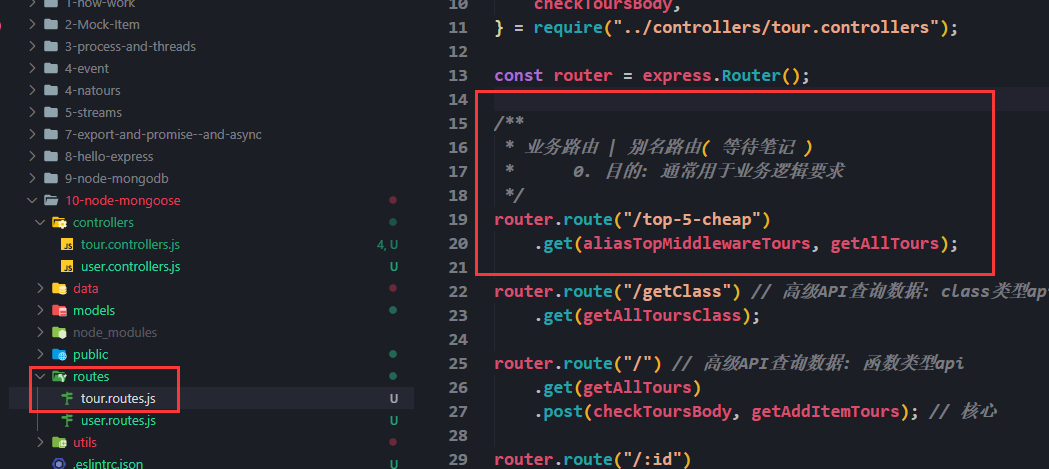 1-how-work
2-Mock-Item
3-process-and-threads
4-event
4-natours
5-streams
7-export-and-promise--and-async
8-hello-express
9-node-mongodb
10-node-mongoose
controllers
tour.controllers.js 4, U
user.controllers.js U
data
models
node_modules
public
routes
tour.routes.js U
user.routes.js U
utils
.eslintrc.json U
10 checkToursBody,
11 } = require("../controllers/tour.controllers");
12
13 const router = express.Router();
14
15 /**
16 * 业务路由 | 别名路由( 等待笔记 )
17 * 0. 目的: 通常用于业务逻辑要求
18 */
19 router.route("/top-5-cheap")
20 .get(aliasTopMiddlewareTours, getAllTours);
21
22 router.route("/getClass") // 高级API查询数据: class类型ap
23 .get(getAllToursClass);
24
25 router.route("/") // 高级API查询数据: 函数类型api
26 .get(getAllTours)
27 .post(checkToursBody, getAddItemTours); // 核心
28
29 router.route("/:id")